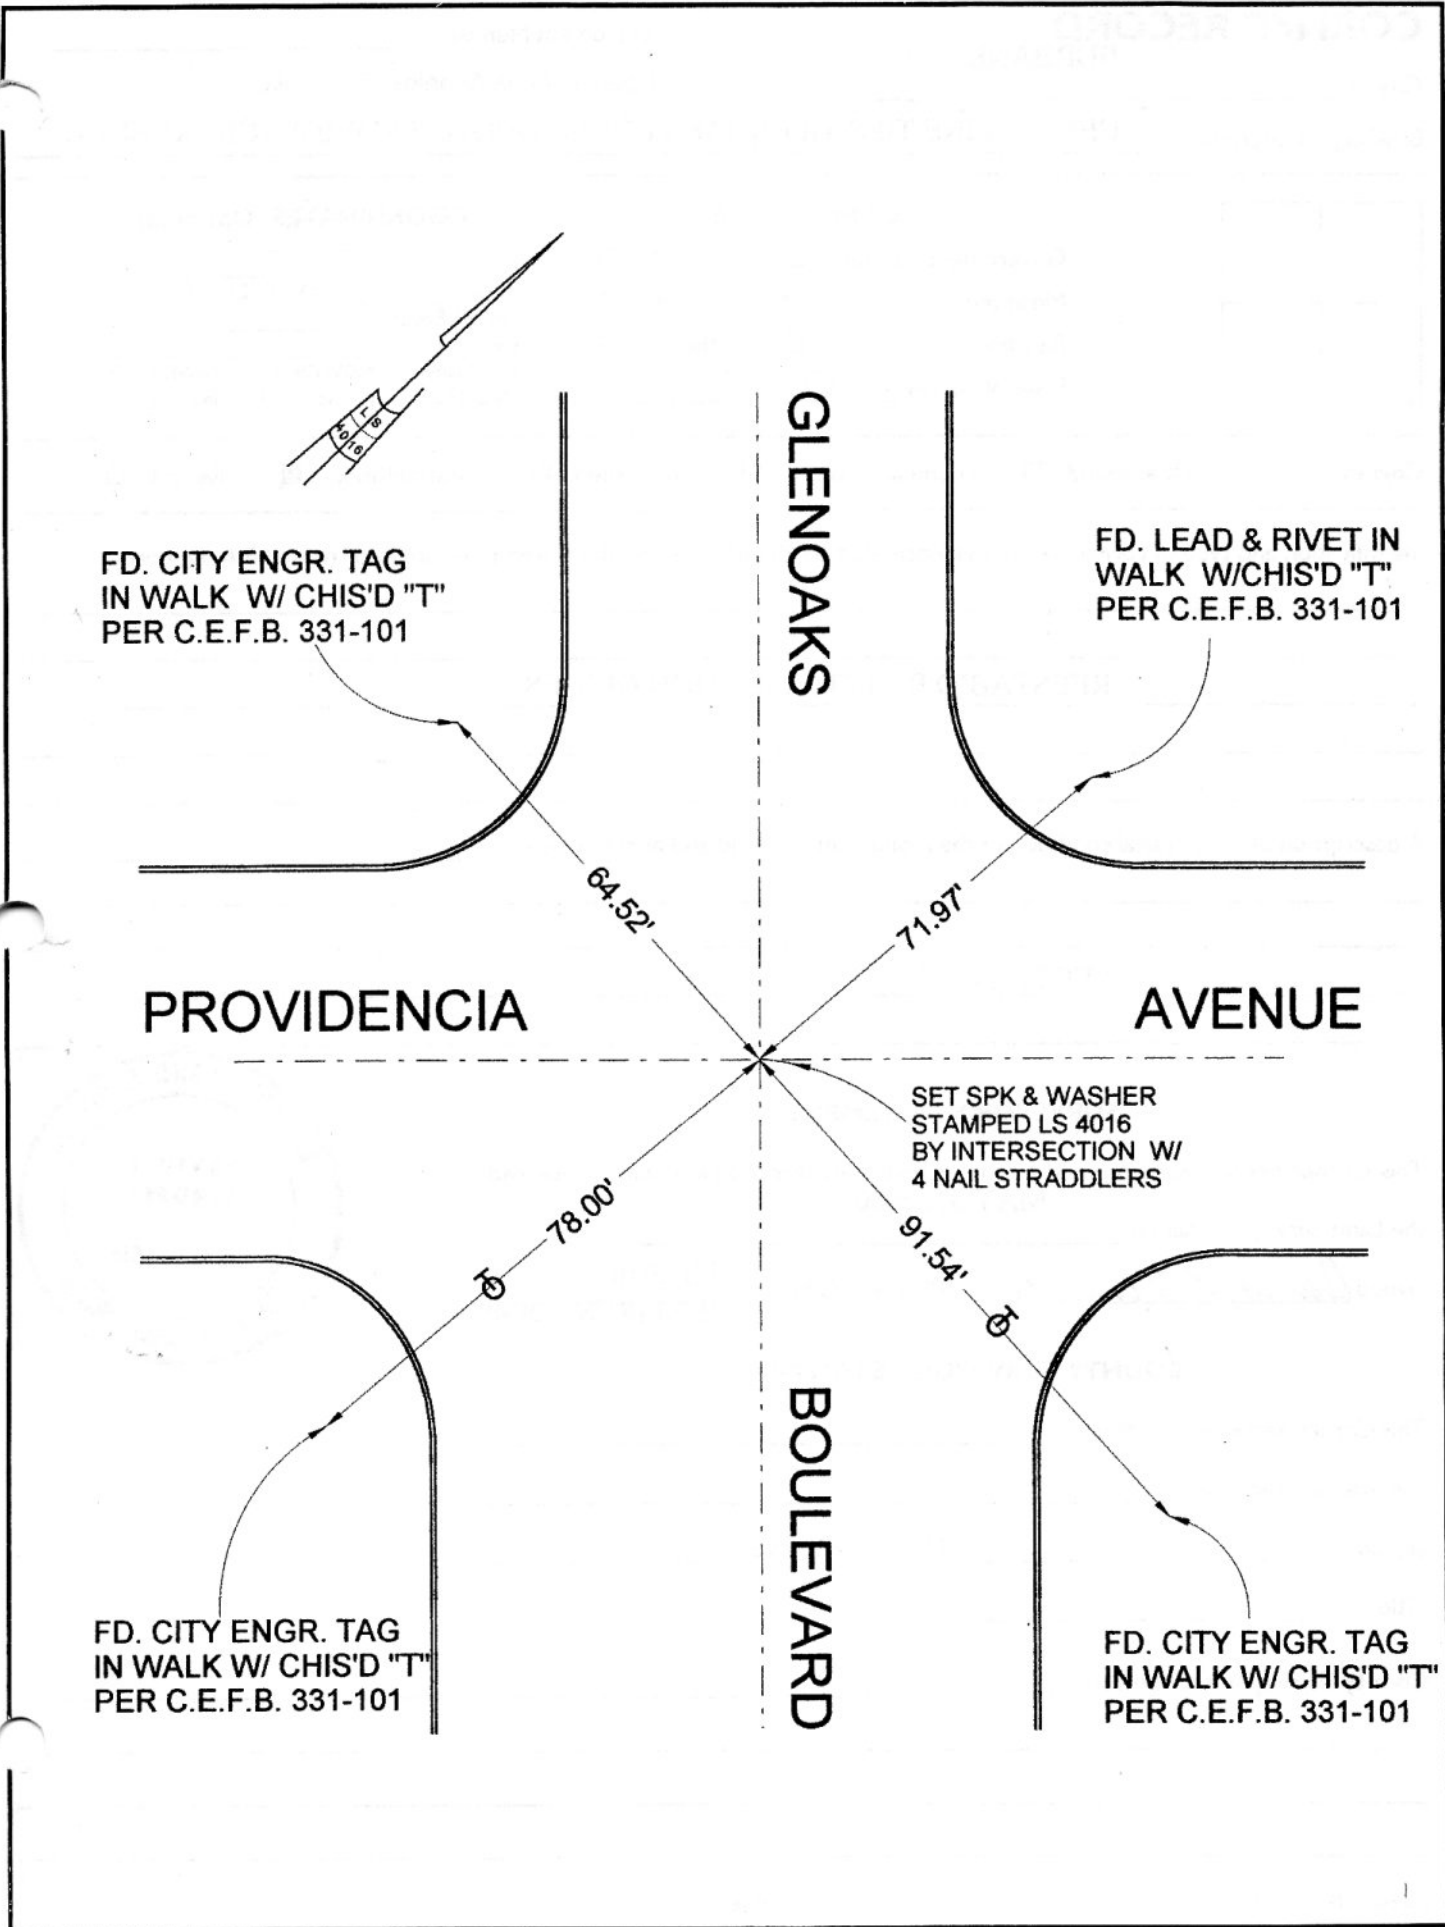 LS
4016
GLENOAKS
FD. CITY ENGR. TAG
IN WALK W/ CHIS'D "T"
PER C.E.F.B. 331-101
FD. LEAD & RIVET IN
WALK W/CHIS'D "T"
PER C.E.F.B. 331-101
64.52'
71.97'
PROVIDENCIA
AVENUE
SET SPK & WASHER
STAMPED LS 4016
BY INTERSECTION W/
4 NAIL STRADDLERS
78.00'
91.54'
BOULEVARD
FD. CITY ENGR. TAG
IN WALK W/ CHIS'D "T"
PER C.E.F.B. 331-101
FD. CITY ENGR. TAG
IN WALK W/ CHIS'D "T"
PER C.E.F.B. 331-101